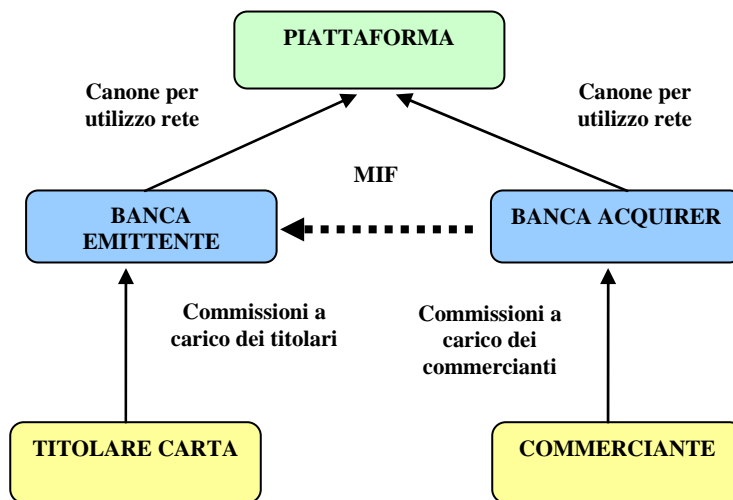 PIATTAFORMA
Canone per
utilizzo rete
Canone per
utilizzo rete
MIF
BANCA
EMITTENTE
BANCA ACQUIRER
Commissioni a
carico dei titolari
Commissioni a
carico dei
commercianti
TITOLARE CARTA
COMMERCIANTE